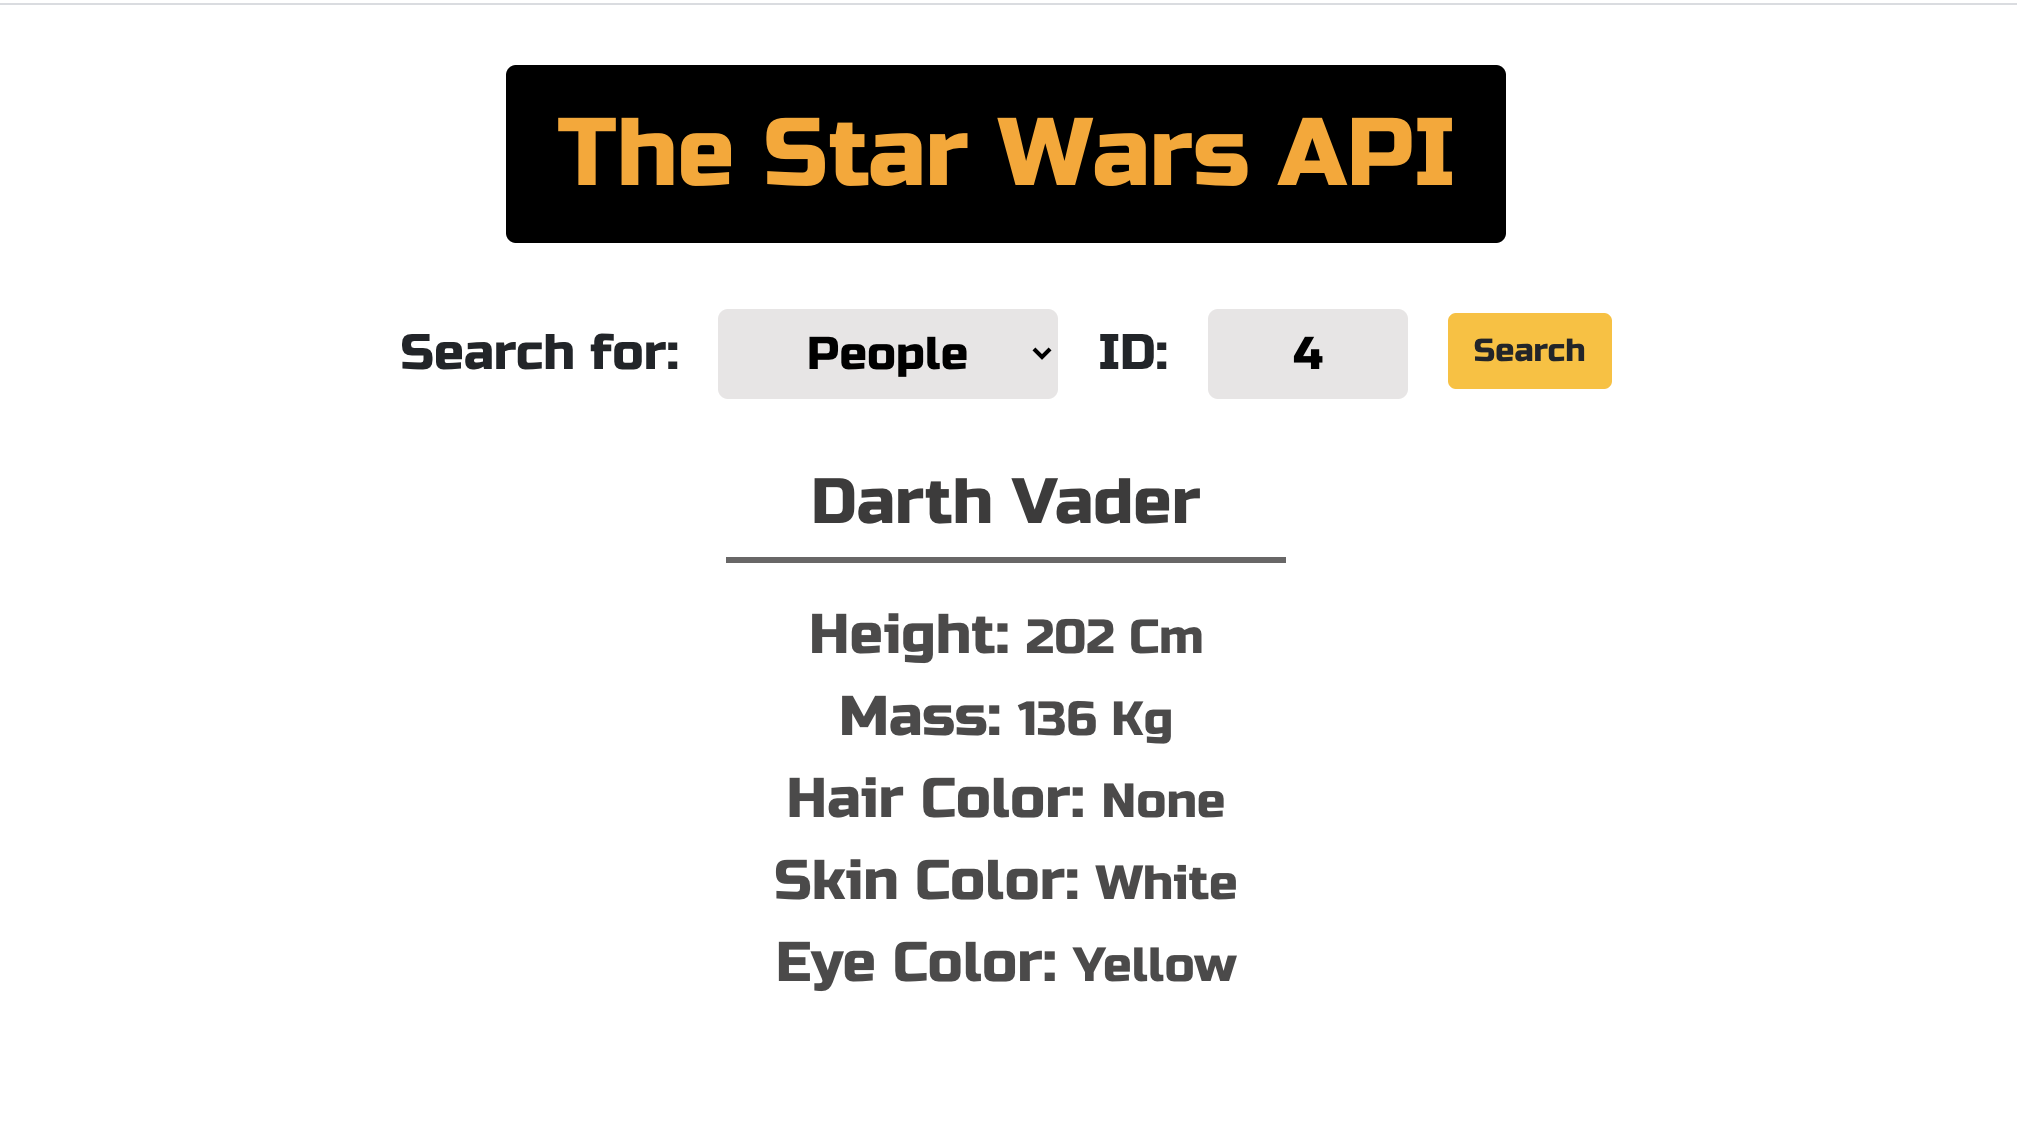 The Star Wars API
Search for: People ID: 4 Search
Darth Vader
Height: 202 Cm
Mass: 136 Kg
Hair Color: None
Skin Color: White
Eye Color: Yellow